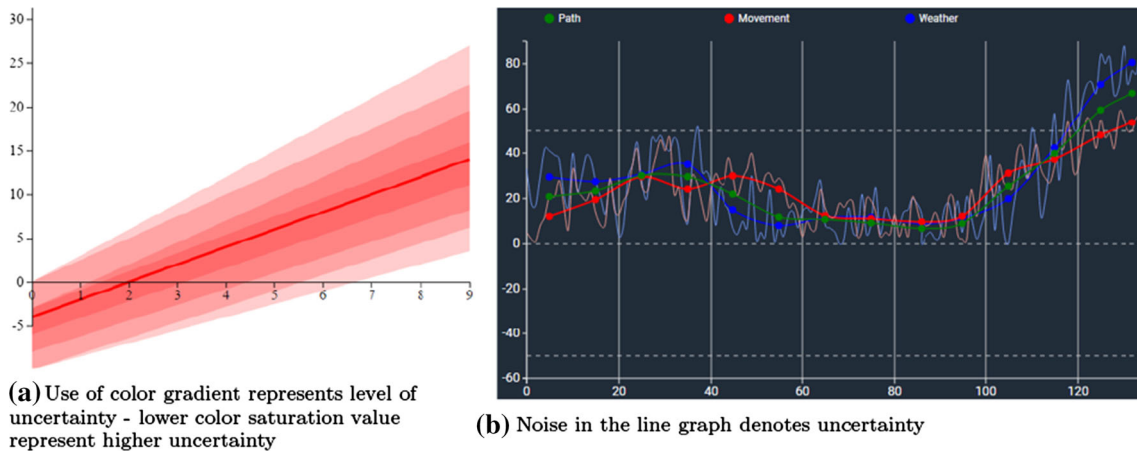 30
25
20
15
10
5
0
-5
0 1 2 3 4 5 6 7 8 9
(a) Use of color gradient represents level of
uncertainty - lower color saturation value
represent higher uncertainty
Path Movement Weather
80
60
40
20
0
-20
-40
-60
0 20 40 60 80 100 120
(b) Noise in the line graph denotes uncertainty